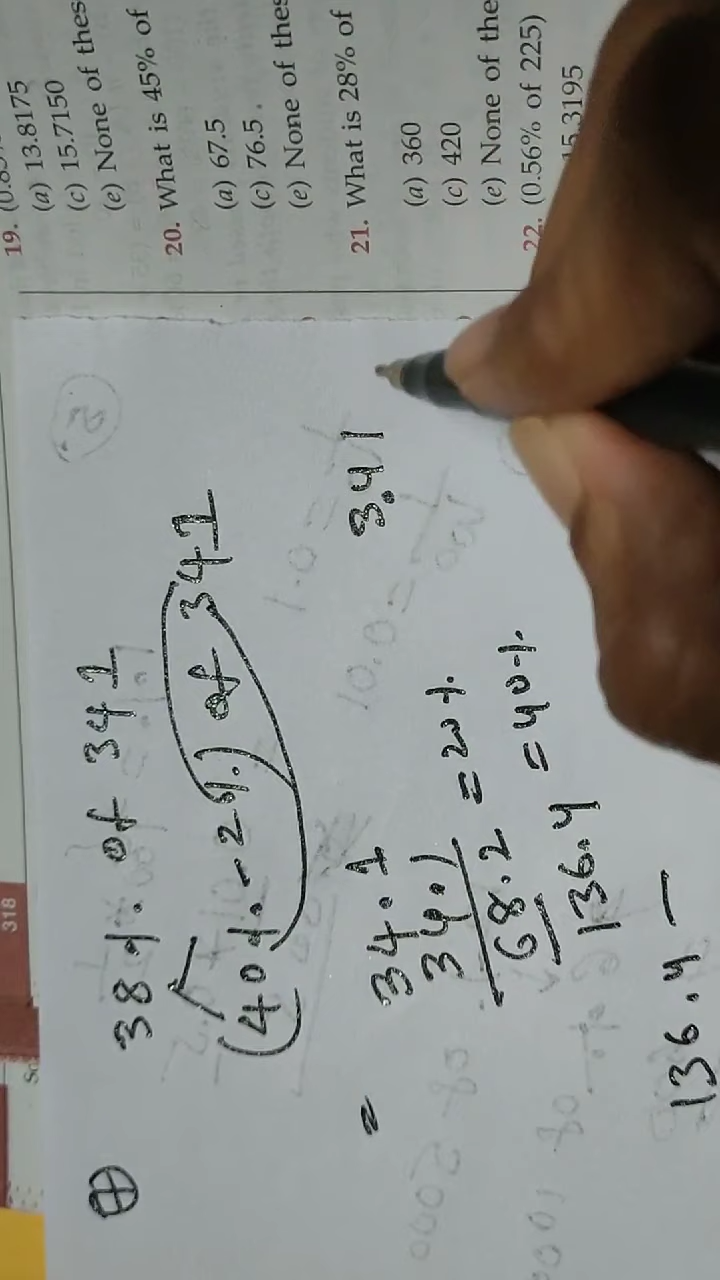 318
19.
(a) 13.8175
(c) 15.7150
(e) None of thes
20. What is 45% of
(a) 67.5
(c) 76.5.
(e) None of thes
21. What is 28% of
(a) 360
(c) 420
(e) None of the
22. (0.56% of 225)
15.3195
38%. of 341
(40%. - 2%.) of 341
= 34.1 3.41
34.1
68.2 = 20%.
136.4 = 40%.
136.4 -